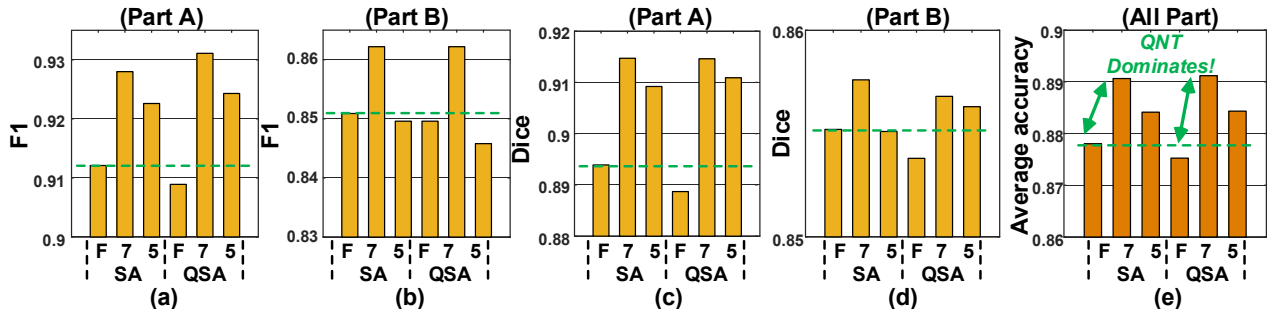 (Part A)
F1
0.93
0.92
0.91
0.9
F 7 5 F 7 5
SA QSA
(a)
(Part B)
F1
0.86
0.85
0.84
0.83
F 7 5 F 7 5
SA QSA
(b)
(Part A)
Dice
0.92
0.91
0.9
0.89
0.88
F 7 5 F 7 5
SA QSA
(c)
(Part B)
Dice
0.86
0.85
F 7 5 F 7 5
SA QSA
(d)
(All Part)
Average accuracy
0.9
0.89
0.88
0.87
0.86
QNT
Dominates!
F 7 5 F 7 5
SA QSA
(e)